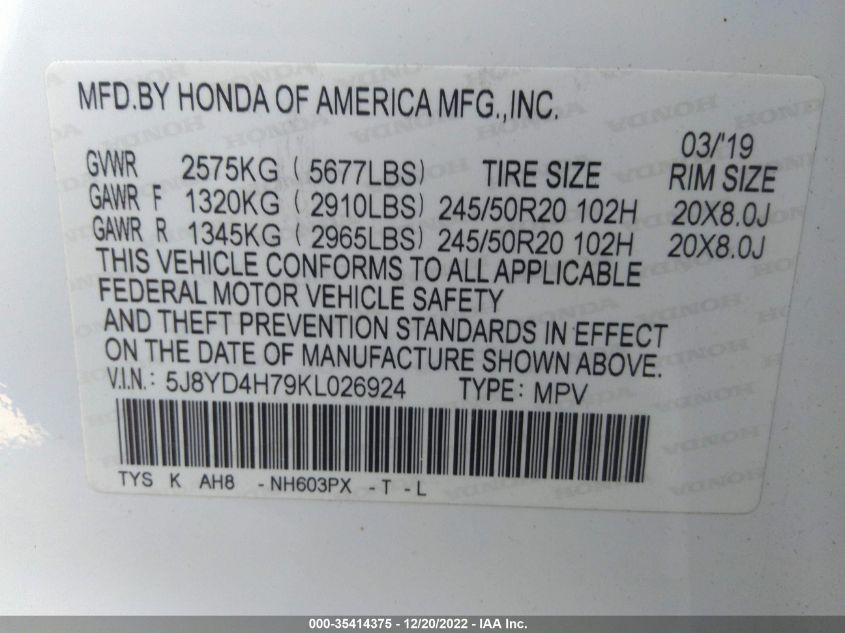 MFD.BY HONDA OF AMERICA MFG.,INC.
03/'19
GVWR 2575KG ( 5677LBS) TIRE SIZE RIM SIZE
GAWR F 1320KG ( 2910LBS) 245/50R20 102H 20X8.0J
GAWR R 1345KG ( 2965LBS) 245/50R20 102H 20X8.0J
THIS VEHICLE CONFORMS TO ALL APPLICABLE
FEDERAL MOTOR VEHICLE SAFETY
AND THEFT PREVENTION STANDARDS IN EFFECT
ON THE DATE OF MANUFACTURE SHOWN ABOVE.
V.I.N.: 5J8YD4H79KL026924 TYPE: MPV
TYS K AH8 -NH603PX -T -L
000-35414375 - 12/20/2022 - IAA Inc.